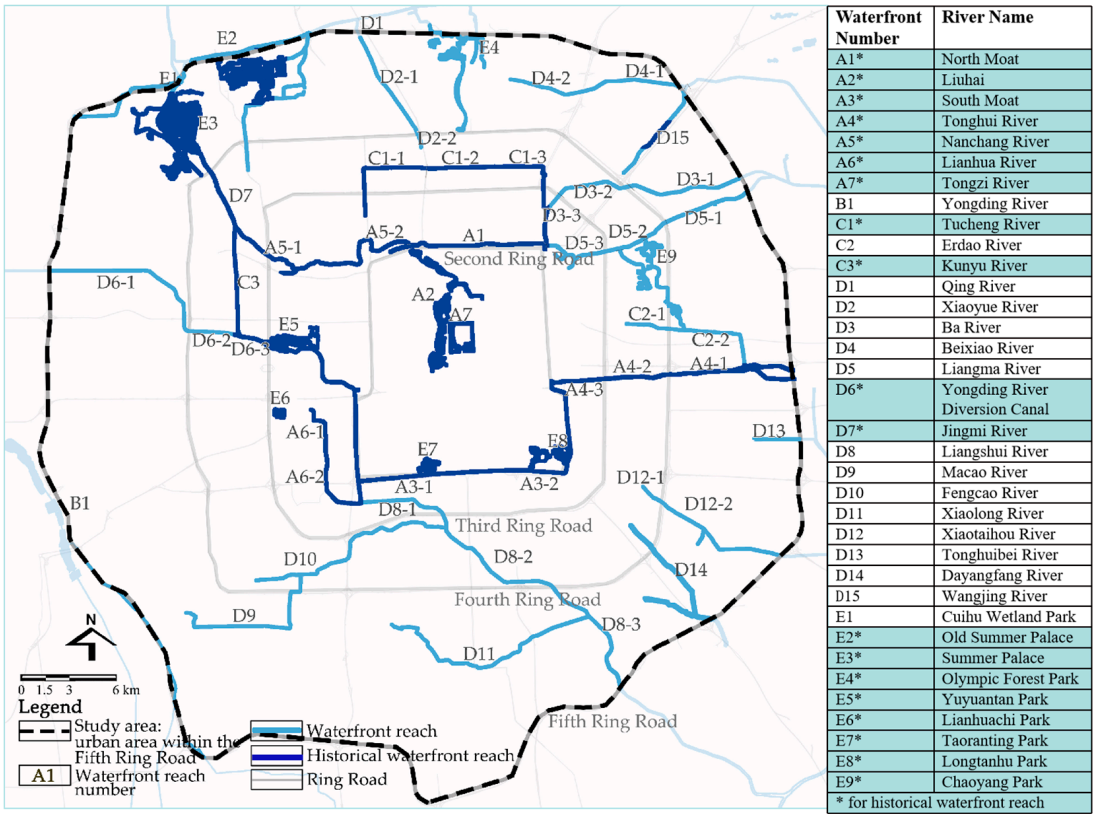 D1
E2
E4
E1
D2-1
D4-2
D4-1
E3
D2-2
D15
C1-1
C1-2
C1-3
D7
D3-2
D3-1
D3-3
D5-1
A5-1
A5-2
A1
D5-3
D5-2
Second Ring Road
E9
D6-1
C3
A2
A7
C2-1
E5
D6-2
D6-3
C2-2
A4-2
A4-1
A4-3
E6
A6-1
E7
E8
D13
A6-2
A3-1
A3-2
D12-1
B1
D8-1
D12-2
Third Ring Road
D10
D8-2
D14
Fourth Ring Road
D9
D8-3
D11
N
0 1.5 3 6 km
Fifth Ring Road
Legend
Study area:
urban area within the
Fifth Ring Road
A1 Waterfront reach
number
Waterfront reach
Historical waterfront reach
Ring Road
Waterfront Number River Name
A1* North Moat
A2* Liuhai
A3* South Moat
A4* Tonghui River
A5* Nanchang River
A6* Lianhua River
A7* Tongzi River
B1 Yongding River
C1* Tucheng River
C2 Erdao River
C3* Kunyu River
D1 Qing River
D2 Xiaoyue River
D3 Ba River
D4 Beixiao River
D5 Liangma River
D6* Yongding River
Diversion Canal
D7* Jingmi River
D8 Liangshui River
D9 Macao River
D10 Fengcao River
D11 Xiaolong River
D12 Xiaotaihou River
D13 Tonghuibei River
D14 Dayangfang River
D15 Wangjing River
E1 Cuihu Wetland Park
E2* Old Summer Palace
E3* Summer Palace
E4* Olympic Forest Park
E5* Yuyuantan Park
E6* Lianhuachi Park
E7* Taoranting Park
E8* Longtanhu Park
E9* Chaoyang Park
* for historical waterfront reach